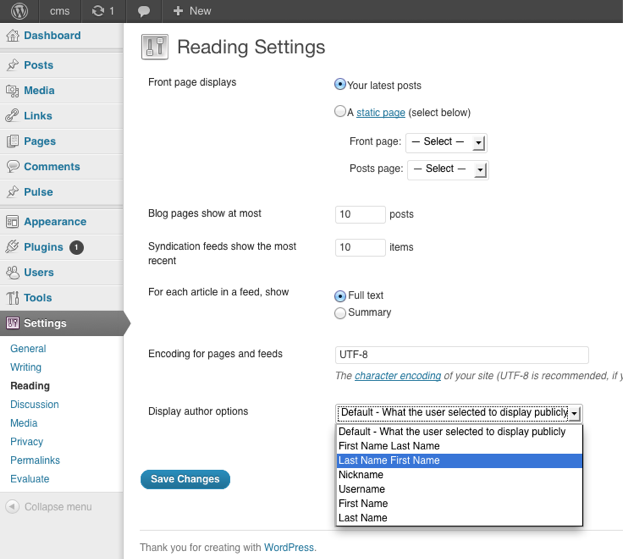 cms 1 + New
Dashboard
Posts
Media
Links
Pages
Comments
Pulse
Appearance
Plugins 1
Users
Tools
Settings
General
Writing
Reading
Discussion
Media
Privacy
Permalinks
Evaluate
Collapse menu
Reading Settings
Front page displays
Your latest posts
A static page (select below)
Front page: — Select —
Posts page: — Select —
Blog pages show at most 10 posts
Syndication feeds show the most
recent
10 items
For each article in a feed, show
Full text
Summary
Encoding for pages and feeds UTF-8
The character encoding of your site (UTF-8 is recommended, if
Display author options Default - What the user selected to display publicly
Default - What the user selected to display publicly
First Name Last Name
Last Name First Name
Nickname
Username
First Name
Last Name
Save Changes
Thank you for creating with WordPress.